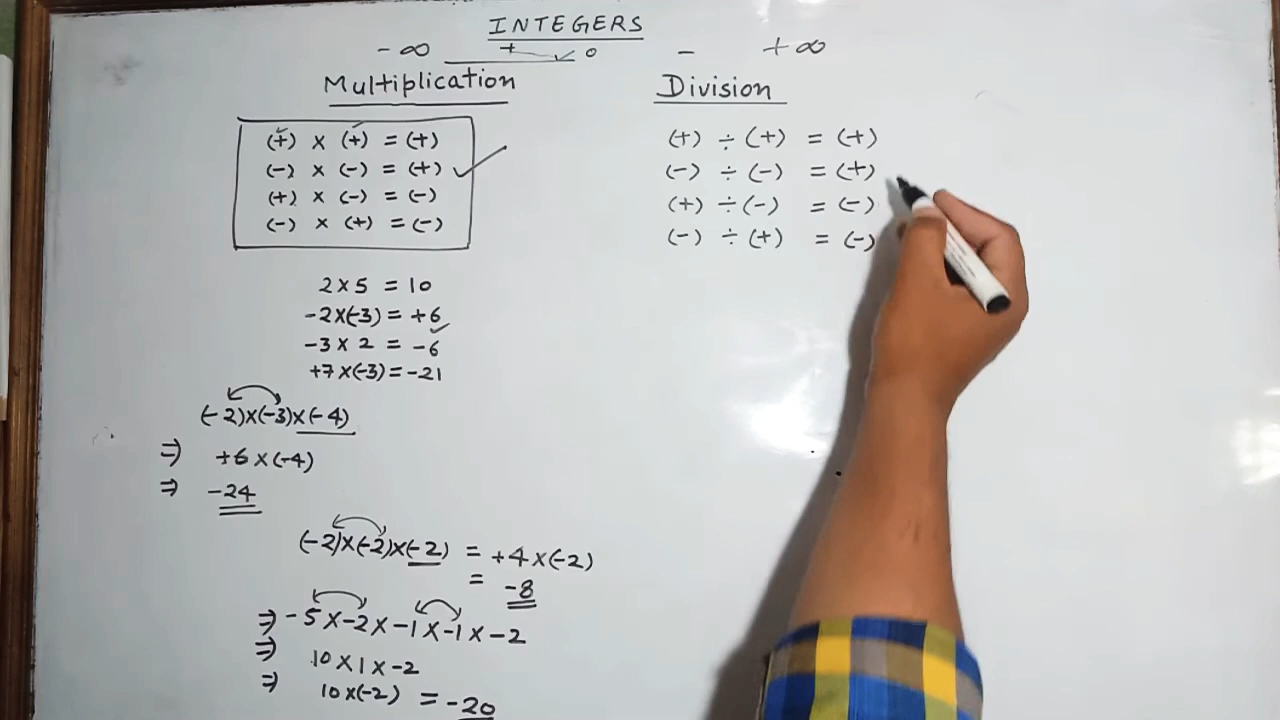 INTEGERS
- ∞ + 0 - + ∞
Multiplication
(+) × (+) = (+)
(-) × (-) = (+)
(+) × (-) = (-)
(-) × (+) = (-)
2 × 5 = 10
-2×(-3) = +6
-3 × 2 = -6
+7 ×(-3) = -21
(-2)×(-3)×(-4)
⇒ +6 ×(-4)
⇒ -24
(-2)×(-2)×(-2) = +4 ×(-2)
= -8
⇒ -5 × -2 × -1 × -1 × -2
⇒ 10 × 1 × -2
⇒ 10 ×(-2) = -20
Division
(+) ÷ (+) = (+)
(-) ÷ (-) = (+)
(+) ÷ (-) = (-)
(-) ÷ (+) = (-)